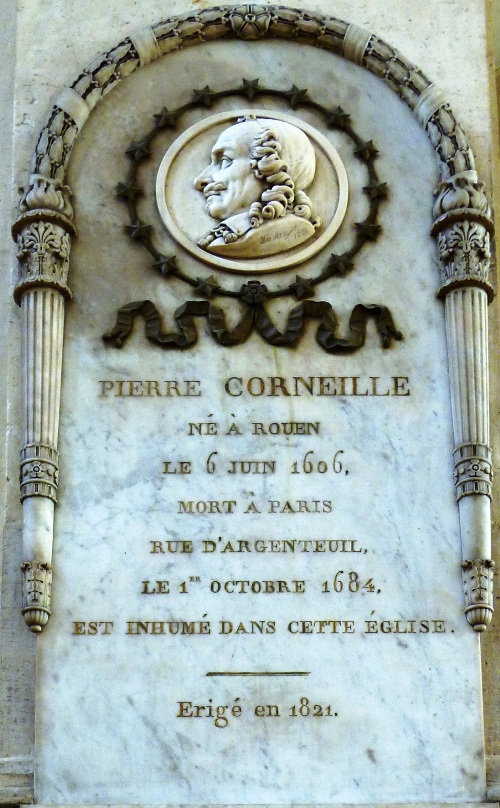 PIERRE CORNEILLE
NÉ À ROUEN
LE 6 JUIN 1606,
MORT À PARIS
RUE D'ARGENTEUIL,
LE 1ER OCTOBRE 1684,
EST INHUMÉ DANS CETTE ÉGLISE.
Erigé en 1821.